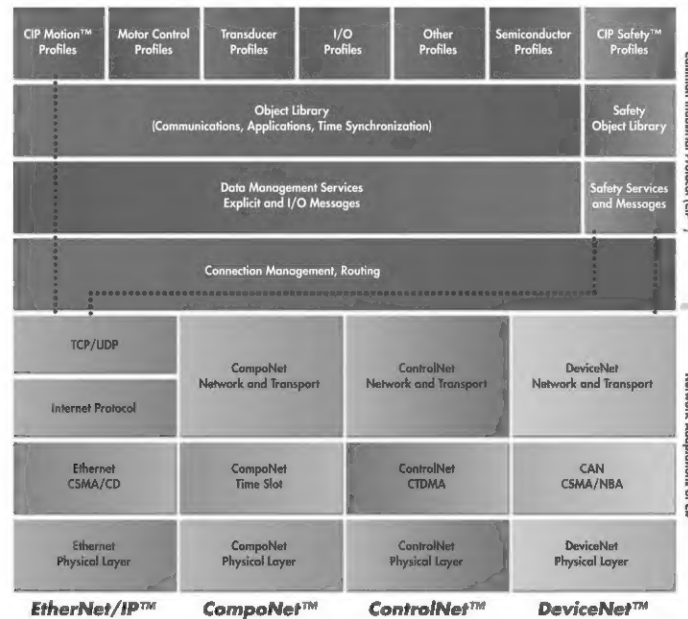 CIP Motion™
Profiles
Motor Control
Profiles
Transducer
Profiles
I/O
Profiles
Other
Profiles
Semiconductor
Profiles
CIP Safety™
Profiles
Object Library
(Communications, Applications, Time Synchronization)
Safety
Object Library
Data Management Services
Explicit and I/O Messages
Safety Services
and Messages
Connection Management, Routing
TCP/UDP
Internet Protocol
CompoNet
Network and Transport
ControlNet
Network and Transport
DeviceNet
Network and Transport
Ethernet
CSMA/CD
CompoNet
Time Slot
ControlNet
CTDMA
CAN
CSMA/NBA
Ethernet
Physical Layer
CompoNet
Physical Layer
ControlNet
Physical Layer
DeviceNet
Physical Layer
EtherNet/IP™
CompoNet™
ControlNet™
DeviceNet™